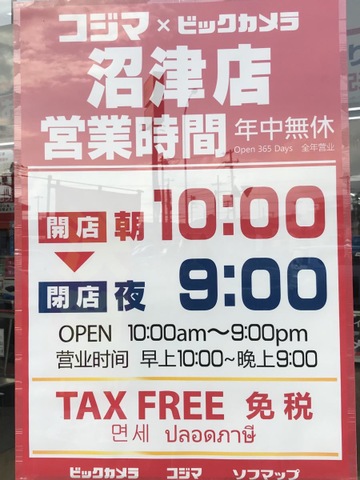 コジマ×ビックカメラ
沼津店
営業時間 年中無休
Open 365 Days 全年营业
開店 朝 10:00
閉店 夜 9:00
OPEN 10:00am～9:00pm
营业时间 早上10:00~晚上9:00
TAX FREE 免税
면세 ปลอดภาษี
ビックカメラ コジマ ソフマップ